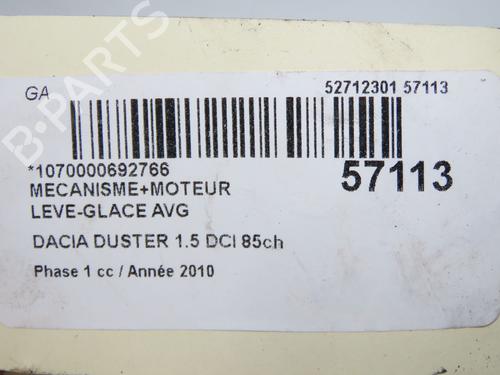 GA
52712301 57113
*1070000692766
57113
MECANISME+MOTEUR
LEVE-GLACE AVG
DACIA DUSTER 1.5 DCI 85ch
Phase 1 cc / Année 2010
B-PARTS